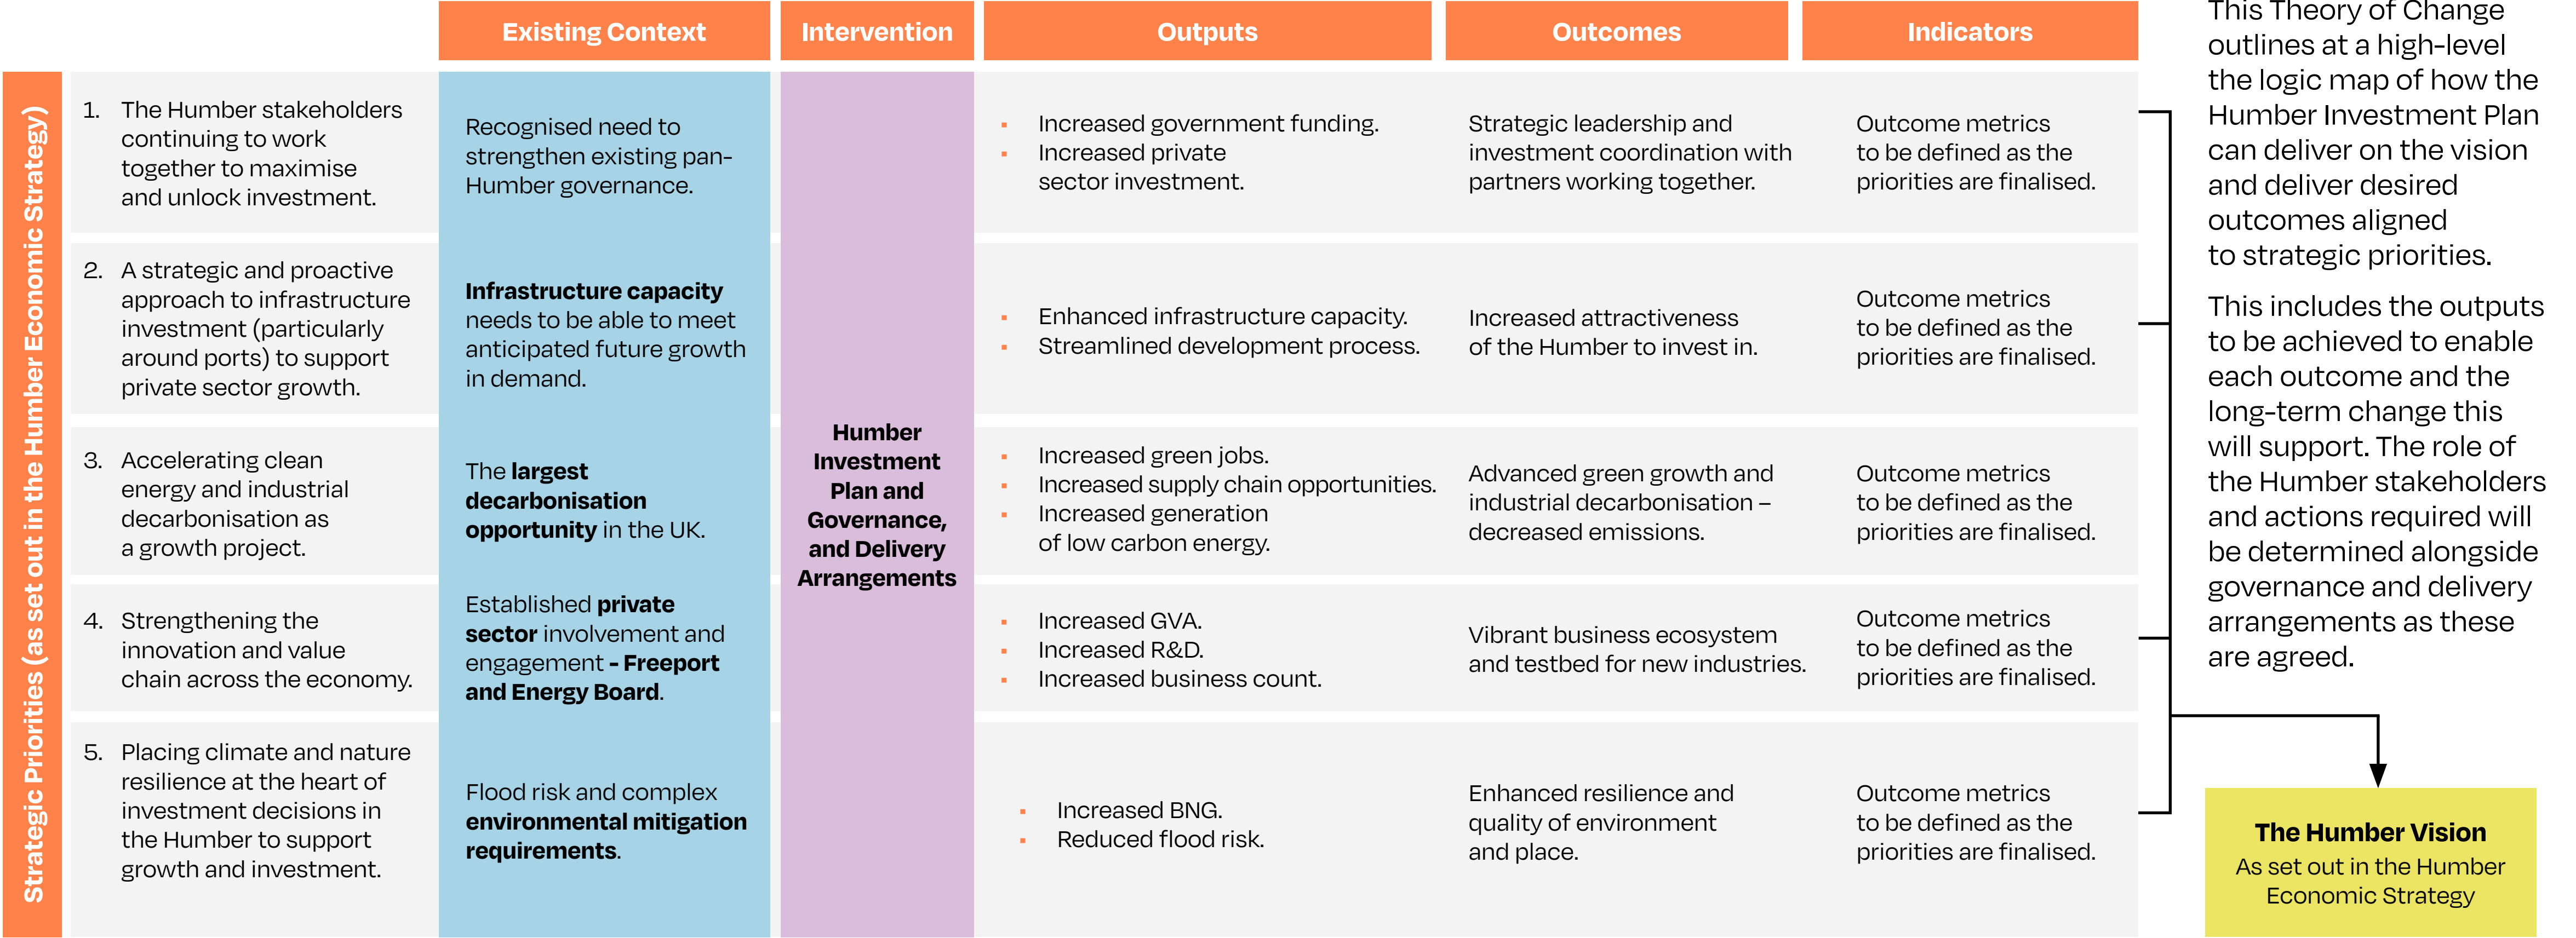 Existing Context
Intervention
Outputs
Outcomes
Indicators
Strategic Priorities (as set out in the Humber Economic Strategy)
1. The Humber stakeholders
continuing to work
together to maximise
and unlock investment.
Recognised need to
strengthen existing pan-
Humber governance.
▪ Increased government funding.
▪ Increased private
sector investment.
Strategic leadership and
investment coordination with
partners working together.
Outcome metrics
to be defined as the
priorities are finalised.
2. A strategic and proactive
approach to infrastructure
investment (particularly
around ports) to support
private sector growth.
Infrastructure capacity
needs to be able to meet
anticipated future growth
in demand.
▪ Enhanced infrastructure capacity.
▪ Streamlined development process.
Increased attractiveness
of the Humber to invest in.
Outcome metrics
to be defined as the
priorities are finalised.
3. Accelerating clean
energy and industrial
decarbonisation as
a growth project.
The largest
decarbonisation
opportunity in the UK.
Humber
Investment
Plan and
Governance,
and Delivery
Arrangements
▪ Increased green jobs.
▪ Increased supply chain opportunities.
▪ Increased generation
of low carbon energy.
Advanced green growth and
industrial decarbonisation –
decreased emissions.
Outcome metrics
to be defined as the
priorities are finalised.
4. Strengthening the
innovation and value
chain across the economy.
Established private
sector involvement and
engagement - Freeport
and Energy Board.
▪ Increased GVA.
▪ Increased R&D.
▪ Increased business count.
Vibrant business ecosystem
and testbed for new industries.
Outcome metrics
to be defined as the
priorities are finalised.
5. Placing climate and nature
resilience at the heart of
investment decisions in
the Humber to support
growth and investment.
Flood risk and complex
environmental mitigation
requirements.
▪ Increased BNG.
▪ Reduced flood risk.
Enhanced resilience and
quality of environment
and place.
Outcome metrics
to be defined as the
priorities are finalised.
This Theory of Change
outlines at a high-level
the logic map of how the
Humber Investment Plan
can deliver on the vision
and deliver desired
outcomes aligned
to strategic priorities.
This includes the outputs
to be achieved to enable
each outcome and the
long-term change this
will support. The role of
the Humber stakeholders
and actions required will
be determined alongside
governance and delivery
arrangements as these
are agreed.
The Humber Vision
As set out in the Humber
Economic Strategy